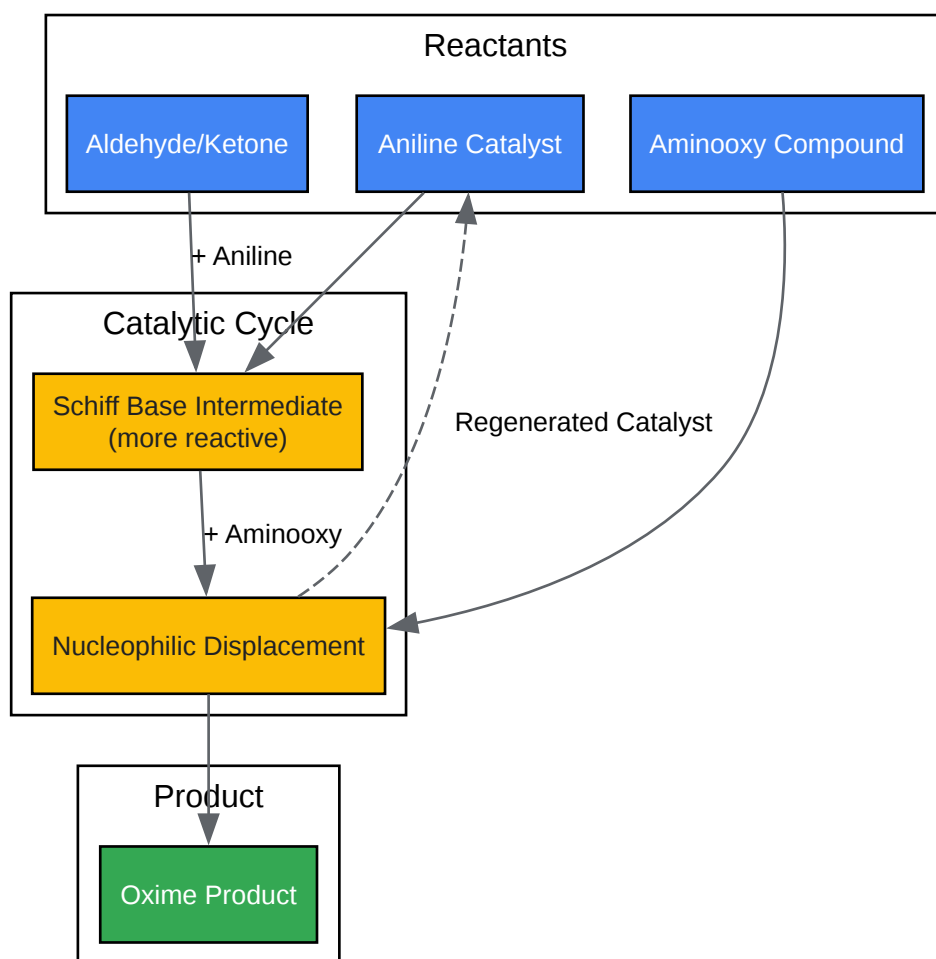 Reactants
Aldehyde/Ketone
Aniline Catalyst
Aminooxy Compound
+ Aniline
Catalytic Cycle
Schiff Base Intermediate
(more reactive)
Regenerated Catalyst
+ Aminooxy
Nucleophilic Displacement
Product
Oxime Product